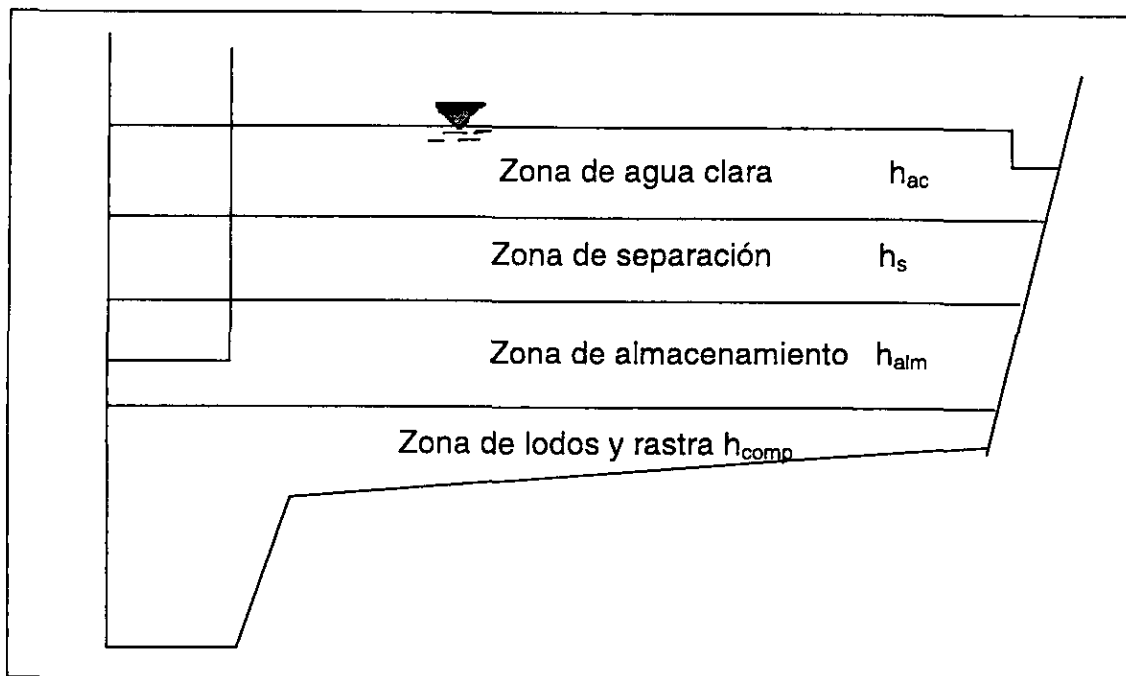 Zona de agua clara h_ac
Zona de separación h_s
Zona de almacenamiento h_alm
Zona de lodos y rastra h_comp